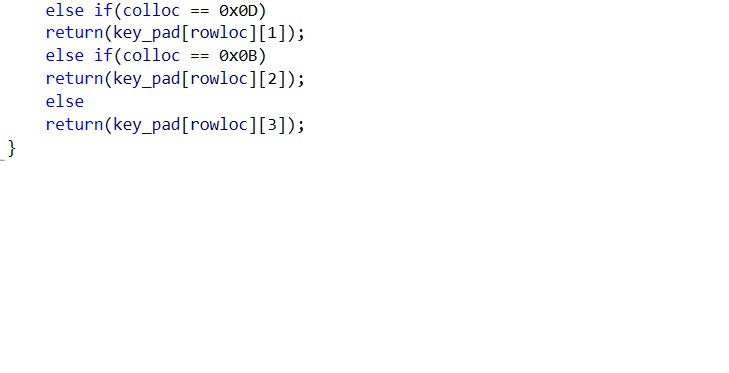 else if(colloc == 0x0D)
return(key_pad[rowloc][1]);
else if(colloc == 0x0B)
return(key_pad[rowloc][2]);
else
return(key_pad[rowloc][3]);
}